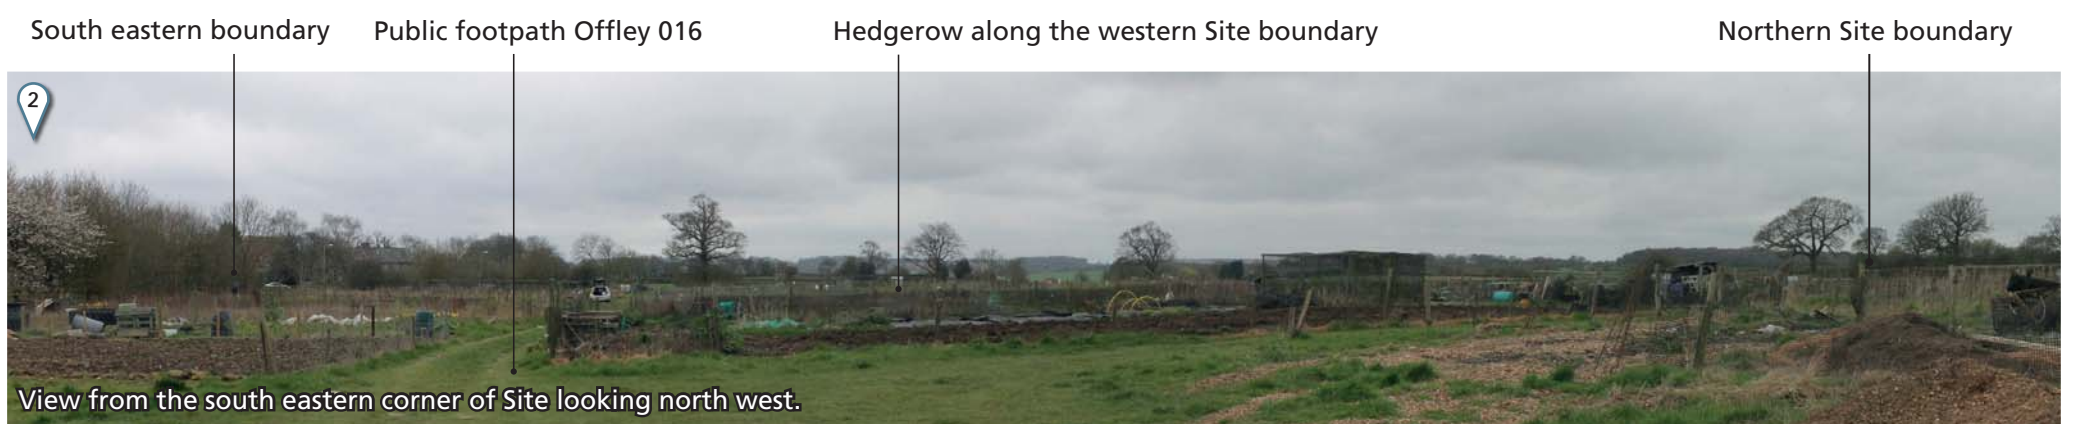 South eastern boundary
Public footpath Offley 016
Hedgerow along the western Site boundary
Northern Site boundary
2
View from the south eastern corner of Site looking north west.